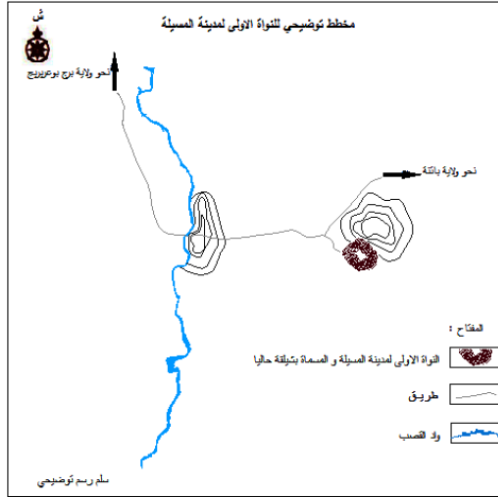 مخطط توضيحي للنواة الاولى لمدينة المسيلة
ش
نحو ولاية برج بوعريريج
نحو ولاية باتنة
المفتاح :
النواة الاولى لمدينة المسيلة و المسماة بشيلقة حاليا
طريق
واد القصب
سلم رسم توضيحي